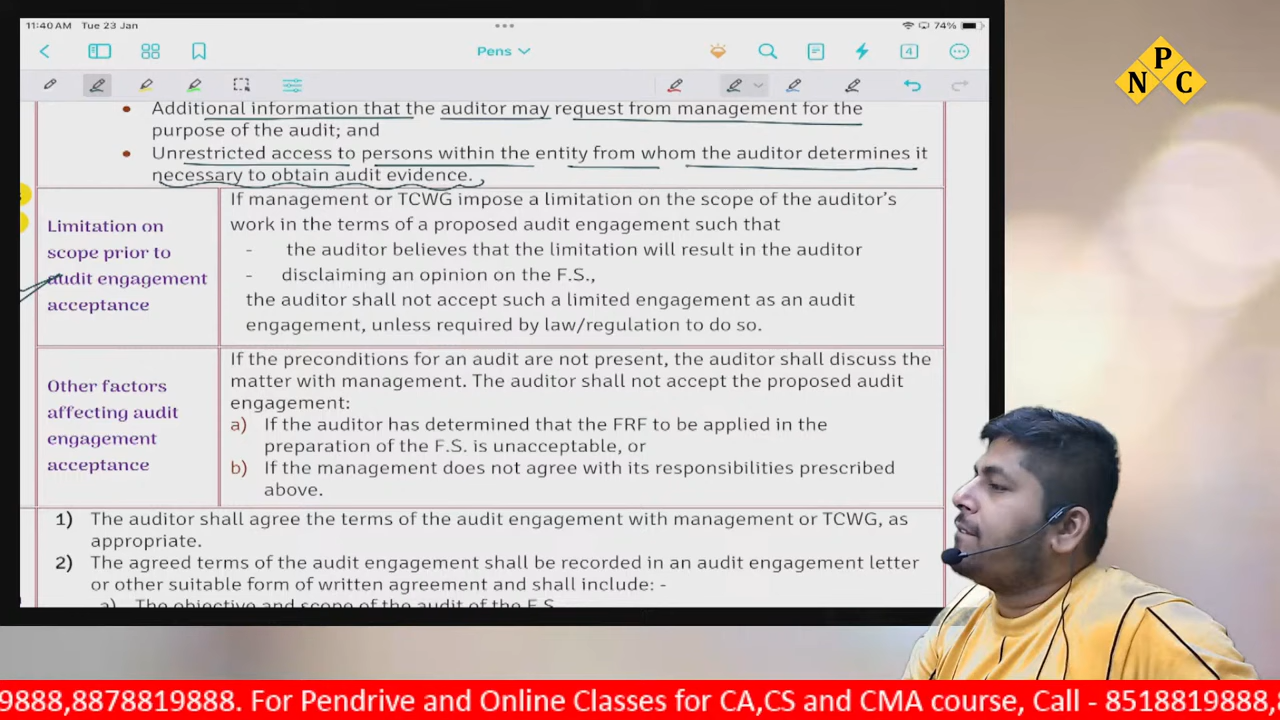 11:40 AM Tue 23 Jan
74%
Pens
4
Additional information that the auditor may request from management for the
purpose of the audit; and
Unrestricted access to persons within the entity from whom the auditor determines it
necessary to obtain audit evidence.
Limitation on
scope prior to
audit engagement
acceptance
If management or TCWG impose a limitation on the scope of the auditor's
work in the terms of a proposed audit engagement such that
- the auditor believes that the limitation will result in the auditor
- disclaiming an opinion on the F.S.,
the auditor shall not accept such a limited engagement as an audit
engagement, unless required by law/regulation to do so.
Other factors
affecting audit
engagement
acceptance
If the preconditions for an audit are not present, the auditor shall discuss the
matter with management. The auditor shall not accept the proposed audit
engagement:
a) If the auditor has determined that the FRF to be applied in the
preparation of the F.S. is unacceptable, or
b) If the management does not agree with its responsibilities prescribed
above.
1) The auditor shall agree the terms of the audit engagement with management or TCWG, as
appropriate.
2) The agreed terms of the audit engagement shall be recorded in an audit engagement letter
or other suitable form of written agreement and shall include: -
a) The objective and scope of the audit of the F.S.
N P C
9888,8878819888. For Pendrive and Online Classes for CA,CS and CMA course, Call - 8518819888,